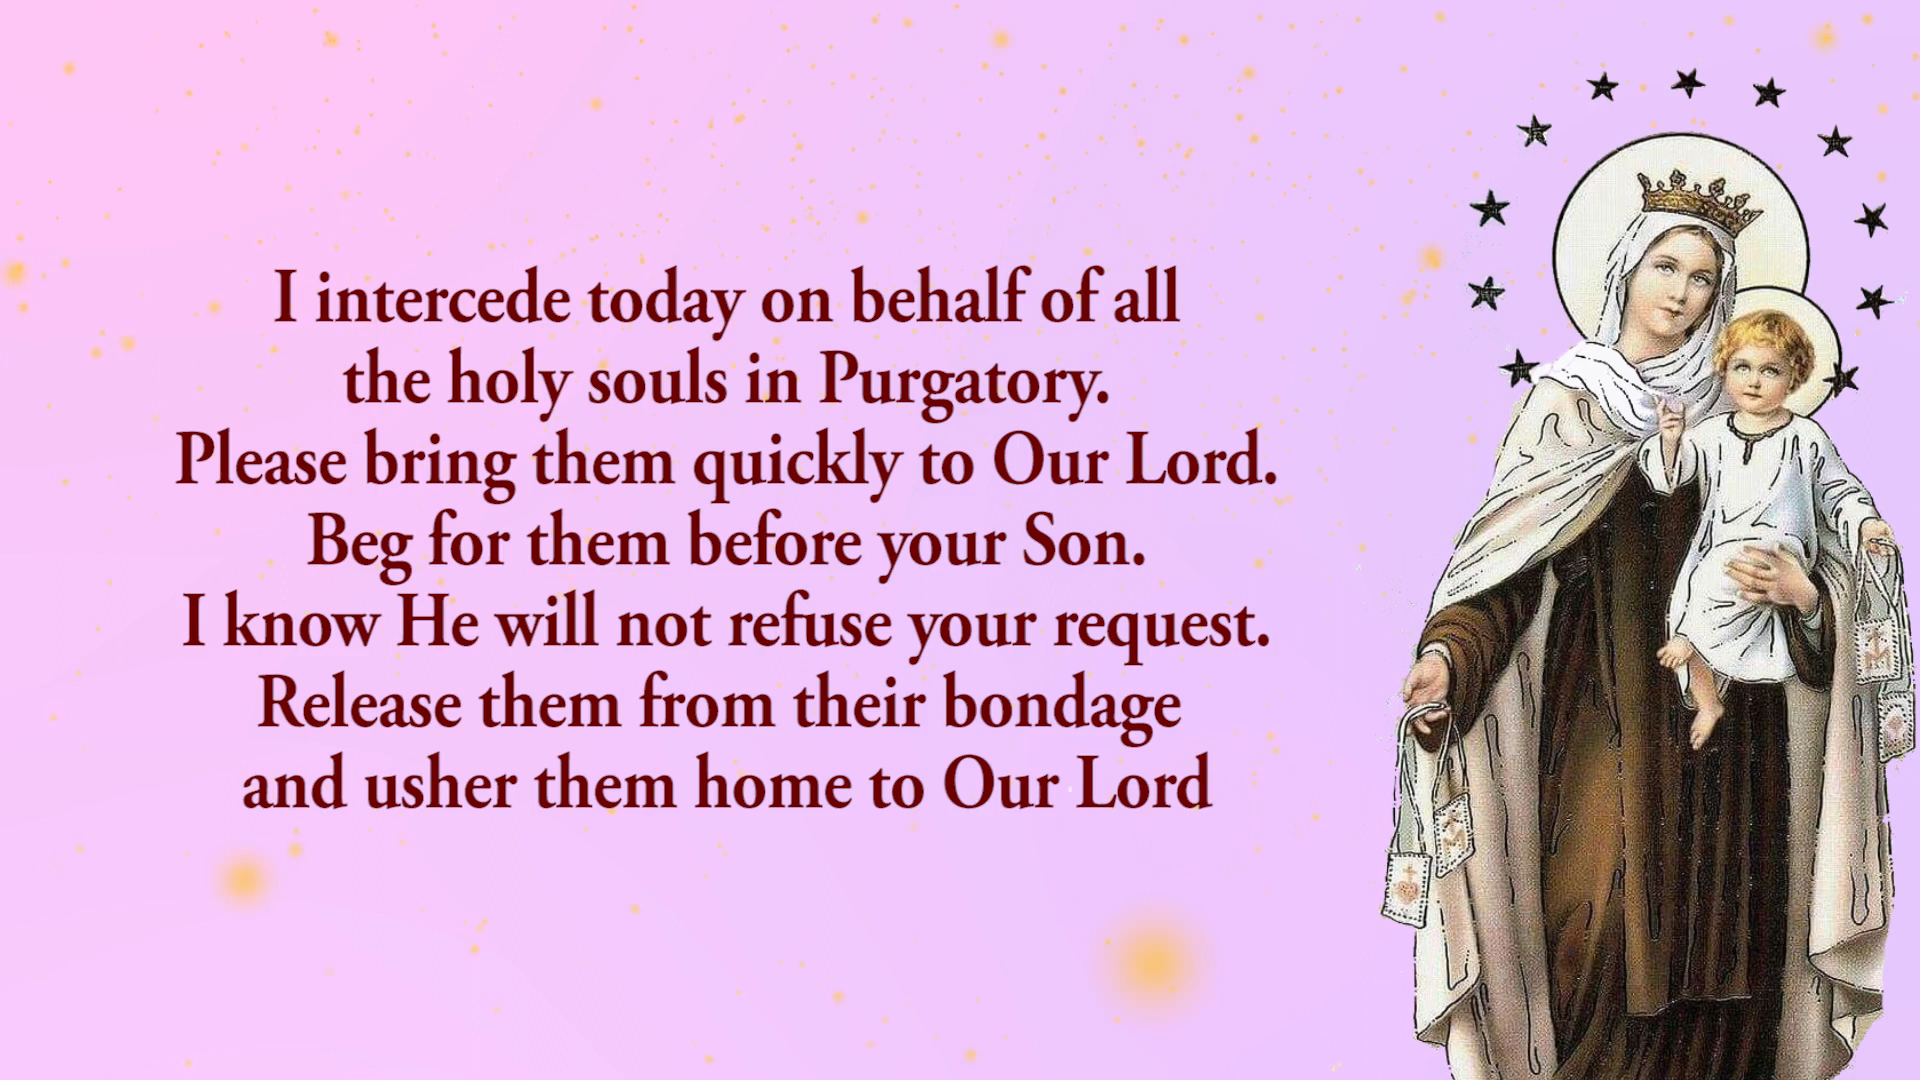 I intercede today on behalf of all
the holy souls in Purgatory.
Please bring them quickly to Our Lord.
Beg for them before your Son.
I know He will not refuse your request.
Release them from their bondage
and usher them home to Our Lord